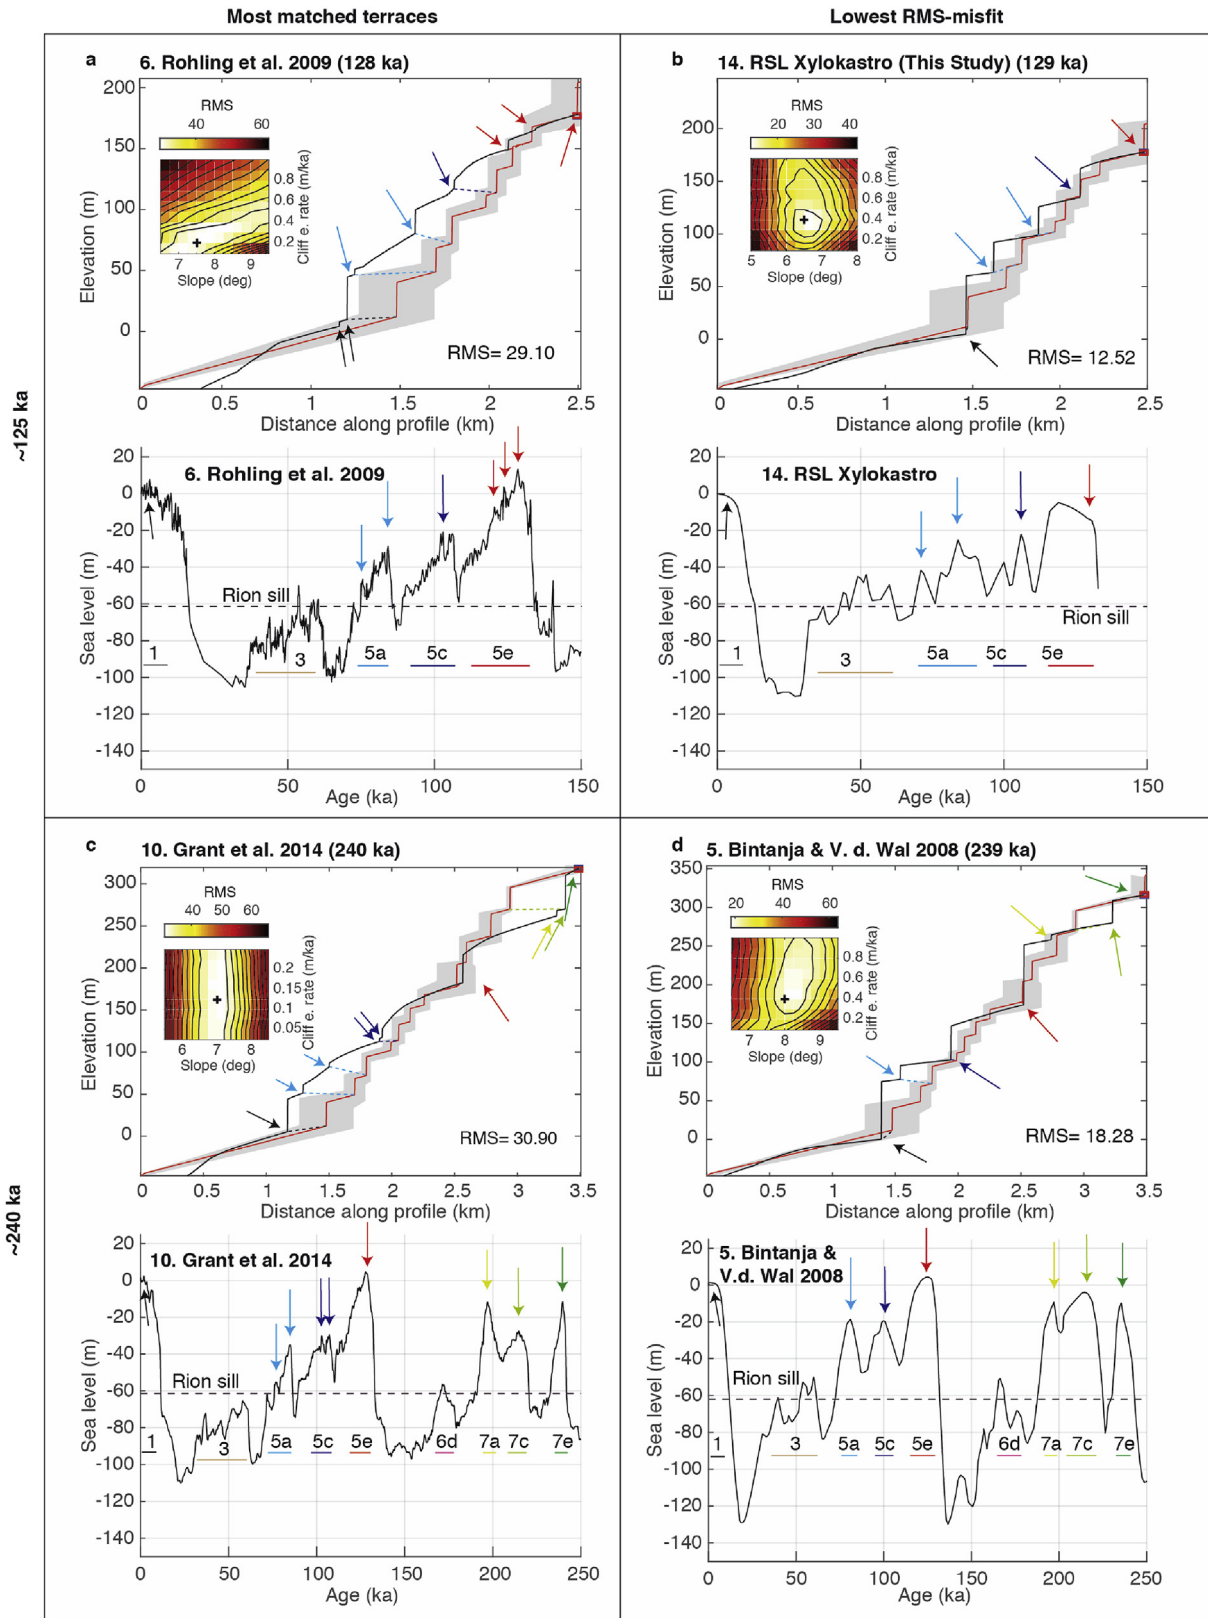 Most matched terraces
Lowest RMS-misfit
~125 ka
~240 ka
a
6. Rohling et al. 2009 (128 ka)
200
150
100
50
0
Elevation (m)
RMS
40 60
0.8
0.6
0.4
0.2
Cliff e. rate (m/ka)
7 8 9
Slope (deg)
RMS= 29.10
0 0.5 1 1.5 2 2.5
Distance along profile (km)
6. Rohling et al. 2009
20
0
-20
-40
-60
-80
-100
-120
-140
Sea level (m)
Rion sill
1 3 5a 5c 5e
0 50 100 150
Age (ka)
b
14. RSL Xylokastro (This Study) (129 ka)
200
150
100
50
0
Elevation (m)
RMS
20 30 40
0.8
0.6
0.4
0.2
Cliff e. rate (m/ka)
5 6 7 8
Slope (deg)
RMS= 12.52
0 0.5 1 1.5 2 2.5
Distance along profile (km)
14. RSL Xylokastro
20
0
-20
-40
-60
-80
-100
-120
-140
Sea level (m)
Rion sill
1 3 5a 5c 5e
0 50 100 150
Age (ka)
c
10. Grant et al. 2014 (240 ka)
300
250
200
150
100
50
0
Elevation (m)
RMS
40 50 60
0.2
0.15
0.1
0.05
Cliff e. rate (m/ka)
6 7 8
Slope (deg)
RMS= 30.90
0 0.5 1 1.5 2 2.5 3 3.5
Distance along profile (km)
10. Grant et al. 2014
20
0
-20
-40
-60
-80
-100
-120
-140
Sea level (m)
Rion sill
1 3 5a 5c 5e 6d 7a 7c 7e
0 50 100 150 200 250
Age (ka)
d
5. Bintanja & V. d. Wal 2008 (239 ka)
350
300
250
200
150
100
50
0
Elevation (m)
RMS
20 40 60
0.8
0.6
0.4
0.2
Cliff e. rate (m/ka)
7 8 9
Slope (deg)
RMS= 18.28
0 0.5 1 1.5 2 2.5 3 3.5
Distance along profile (km)
5. Bintanja &
V.d. Wal 2008
20
0
-20
-40
-60
-80
-100
-120
-140
Sea level (m)
Rion sill
1 3 5a 5c 5e 6d 7a 7c 7e
0 50 100 150 200 250
Age (ka)